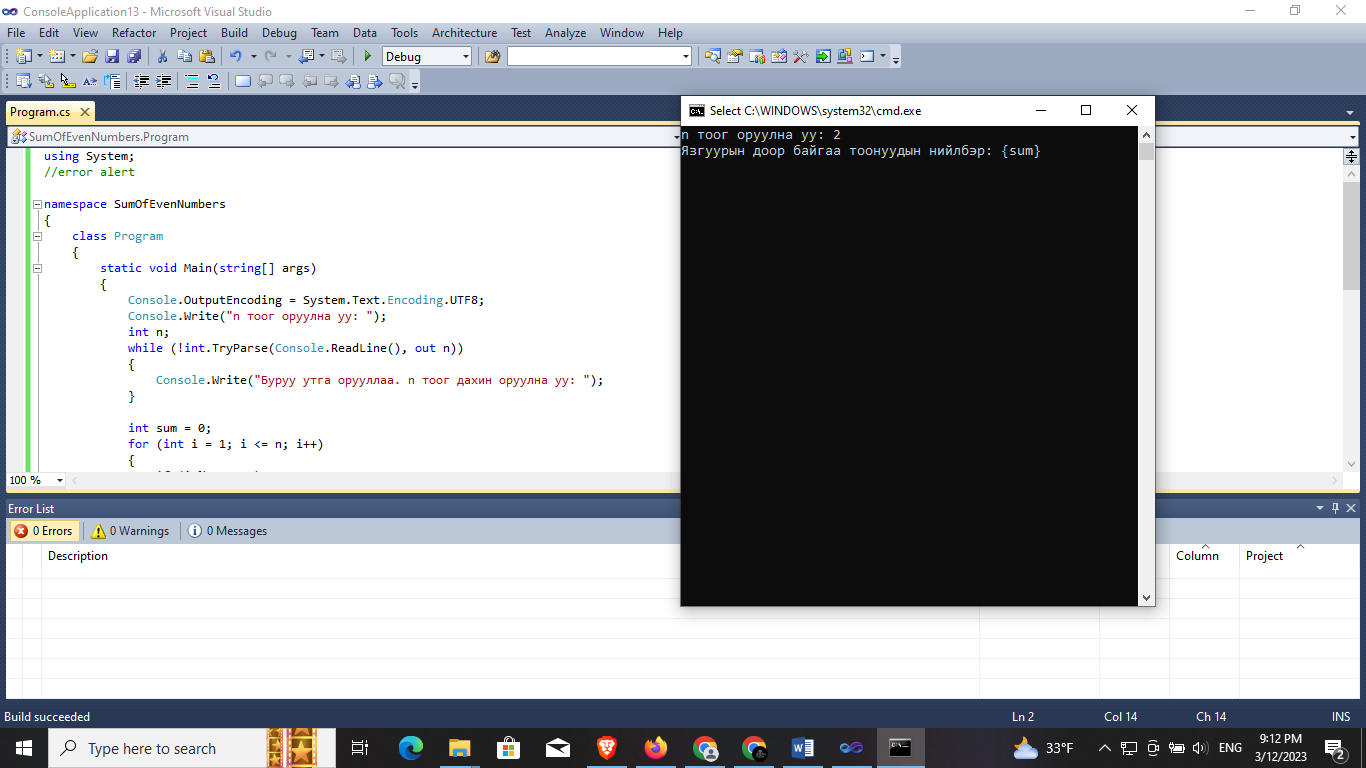 ConsoleApplication13 - Microsoft Visual Studio
File Edit View Refactor Project Build Debug Team Data Tools Architecture Test Analyze Window Help
Debug
Program.cs
SumOfEvenNumbers.Program
using System;
//error alert
namespace SumOfEvenNumbers
{
class Program
{
static void Main(string[] args)
{
Console.OutputEncoding = System.Text.Encoding.UTF8;
Console.Write("n тоог оруулна уу: ");
int n;
while (!int.TryParse(Console.ReadLine(), out n))
{
Console.Write("Буруу утга орууллаа. n тоог дахин оруулна уу: ");
}
int sum = 0;
for (int i = 1; i <= n; i++)
{
100 %
Select C:\WINDOWS\system32\cmd.exe
n тоог оруулна уу: 2
Язгуурын доор байгаа тоонуудын нийлбэр: {sum}
Error List
0 Errors 0 Warnings 0 Messages
Description Column Project
Build succeeded Ln 2 Col 14 Ch 14 INS
Type here to search 33°F ENG 9:12 PM
3/12/2023 2